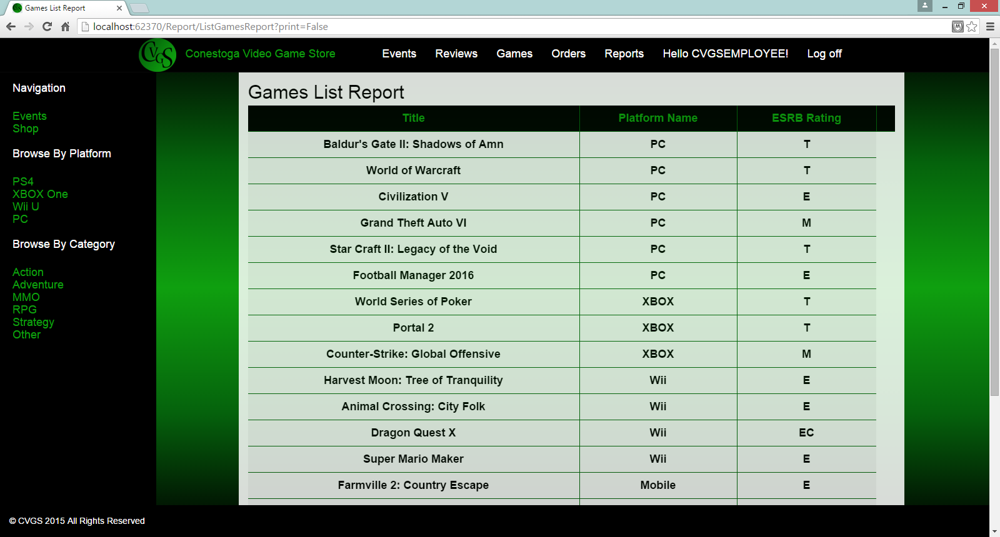 Games List Report
localhost:62370/Report/ListGamesReport?print=False
CVGS Conestoga Video Game Store Events Reviews Games Orders Reports Hello CVGSEMPLOYEE! Log off
Navigation
Events
Shop
Browse By Platform
PS4
XBOX One
Wii U
PC
Browse By Category
Action
Adventure
MMO
RPG
Strategy
Other
Games List Report
Title Platform Name ESRB Rating
Baldur's Gate II: Shadows of Amn PC T
World of Warcraft PC T
Civilization V PC E
Grand Theft Auto VI PC M
Star Craft II: Legacy of the Void PC T
Football Manager 2016 PC E
World Series of Poker XBOX T
Portal 2 XBOX T
Counter-Strike: Global Offensive XBOX M
Harvest Moon: Tree of Tranquility Wii E
Animal Crossing: City Folk Wii E
Dragon Quest X Wii EC
Super Mario Maker Wii E
Farmville 2: Country Escape Mobile E
© CVGS 2015 All Rights Reserved